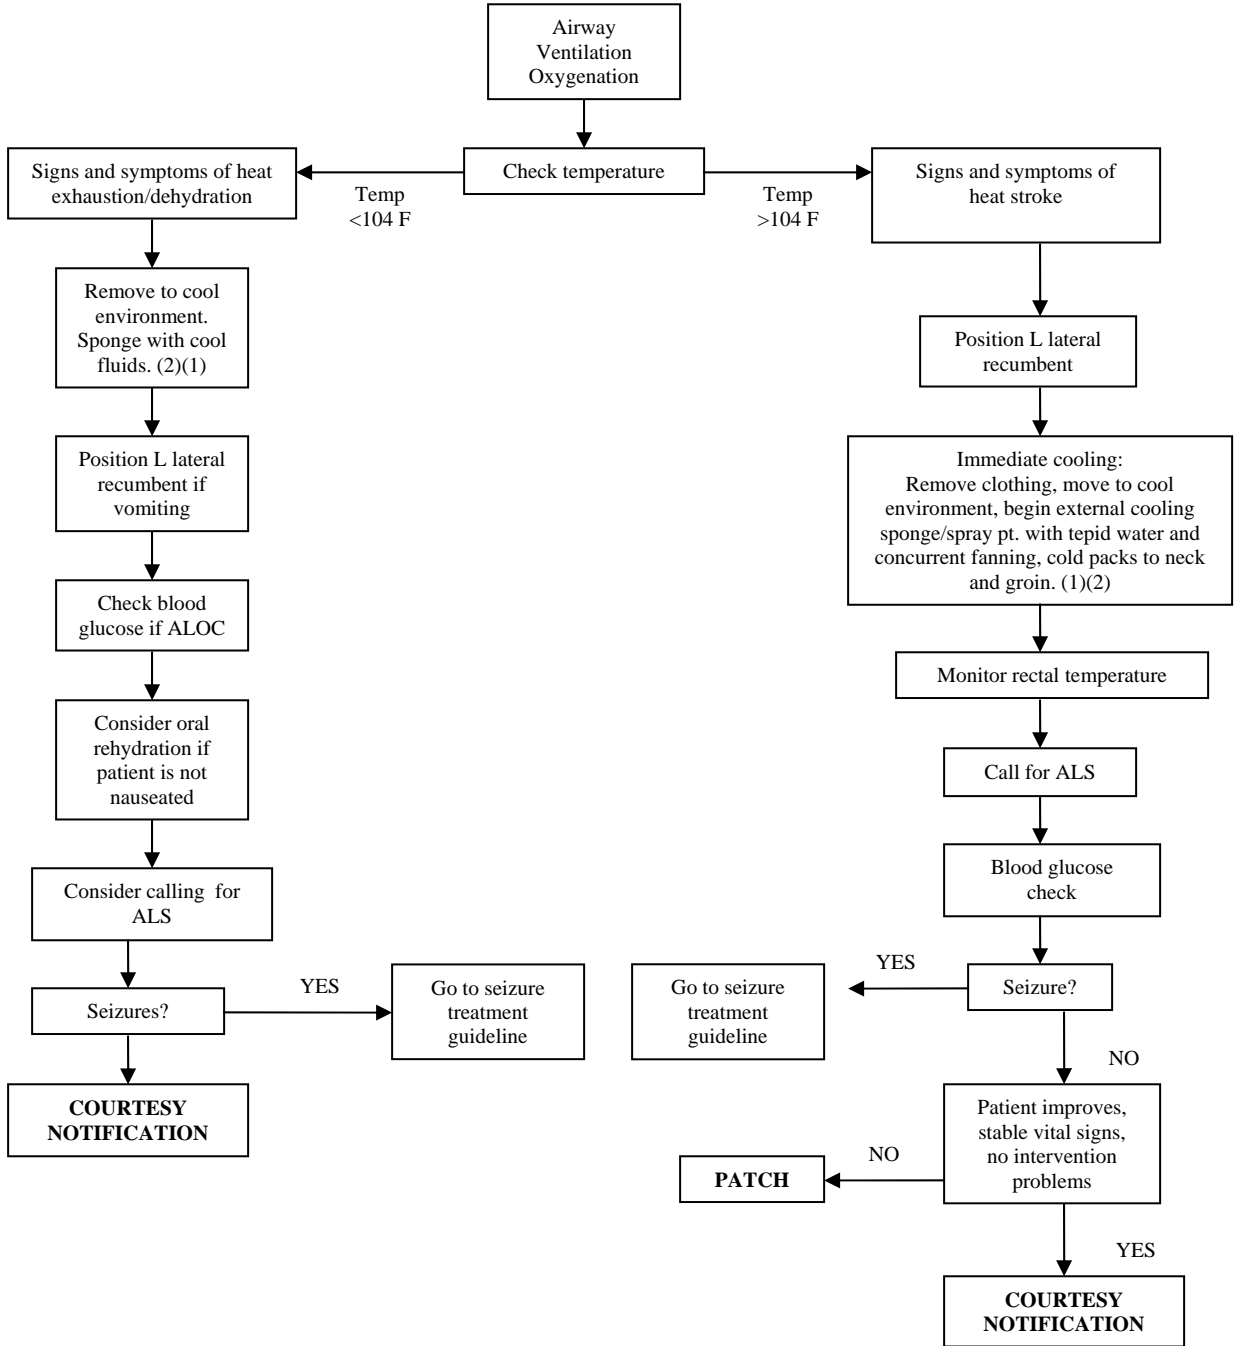 Airway
Ventilation
Oxygenation
Check temperature
Temp
<104 F
Temp
>104 F
Signs and symptoms of heat
exhaustion/dehydration
Remove to cool
environment.
Sponge with cool
fluids. (2)(1)
Position L lateral
recumbent if
vomiting
Check blood
glucose if ALOC
Consider oral
rehydration if
patient is not
nauseated
Consider calling for
ALS
Seizures?
YES
Go to seizure
treatment
guideline
COURTESY
NOTIFICATION
Signs and symptoms of
heat stroke
Position L lateral
recumbent
Immediate cooling:
Remove clothing, move to cool
environment, begin external cooling
sponge/spray pt. with tepid water and
concurrent fanning, cold packs to neck
and groin. (1)(2)
Monitor rectal temperature
Call for ALS
Blood glucose
check
Seizure?
YES
Go to seizure
treatment
guideline
NO
Patient improves,
stable vital signs,
no intervention
problems
NO
PATCH
YES
COURTESY
NOTIFICATION